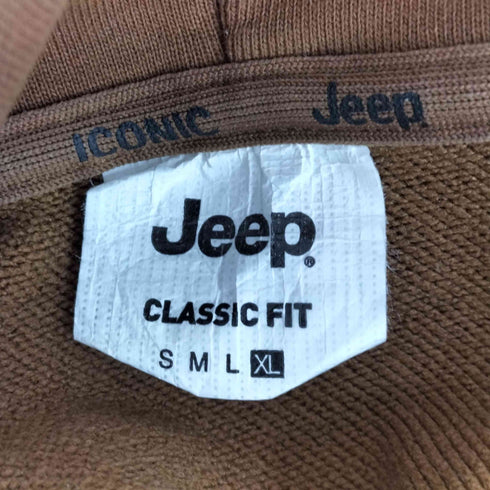 ICONIC Jeep
Jeep®
CLASSIC FIT
S M L XL